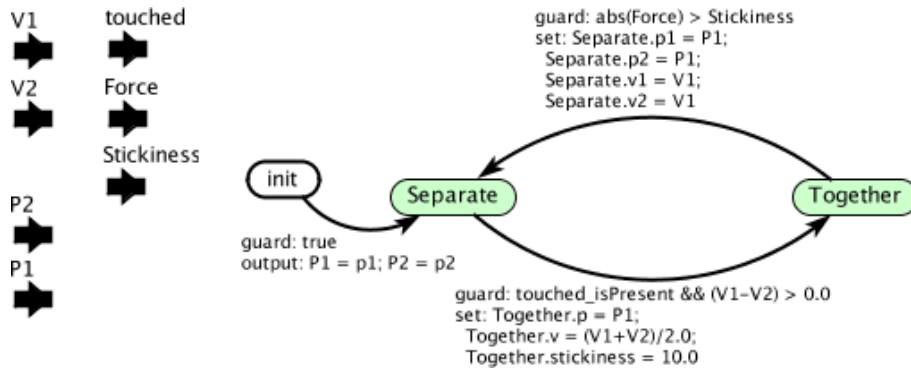 V1
touched
V2
Force
Stickiness
P2
P1
guard: abs(Force) > Stickiness
set: Separate.p1 = P1;
Separate.p2 = P1;
Separate.v1 = V1;
Separate.v2 = V1
init
Separate
Together
guard: true
output: P1 = p1; P2 = p2
guard: touched_isPresent && (V1-V2) > 0.0
set: Together.p = P1;
Together.v = (V1+V2)/2.0;
Together.stickiness = 10.0